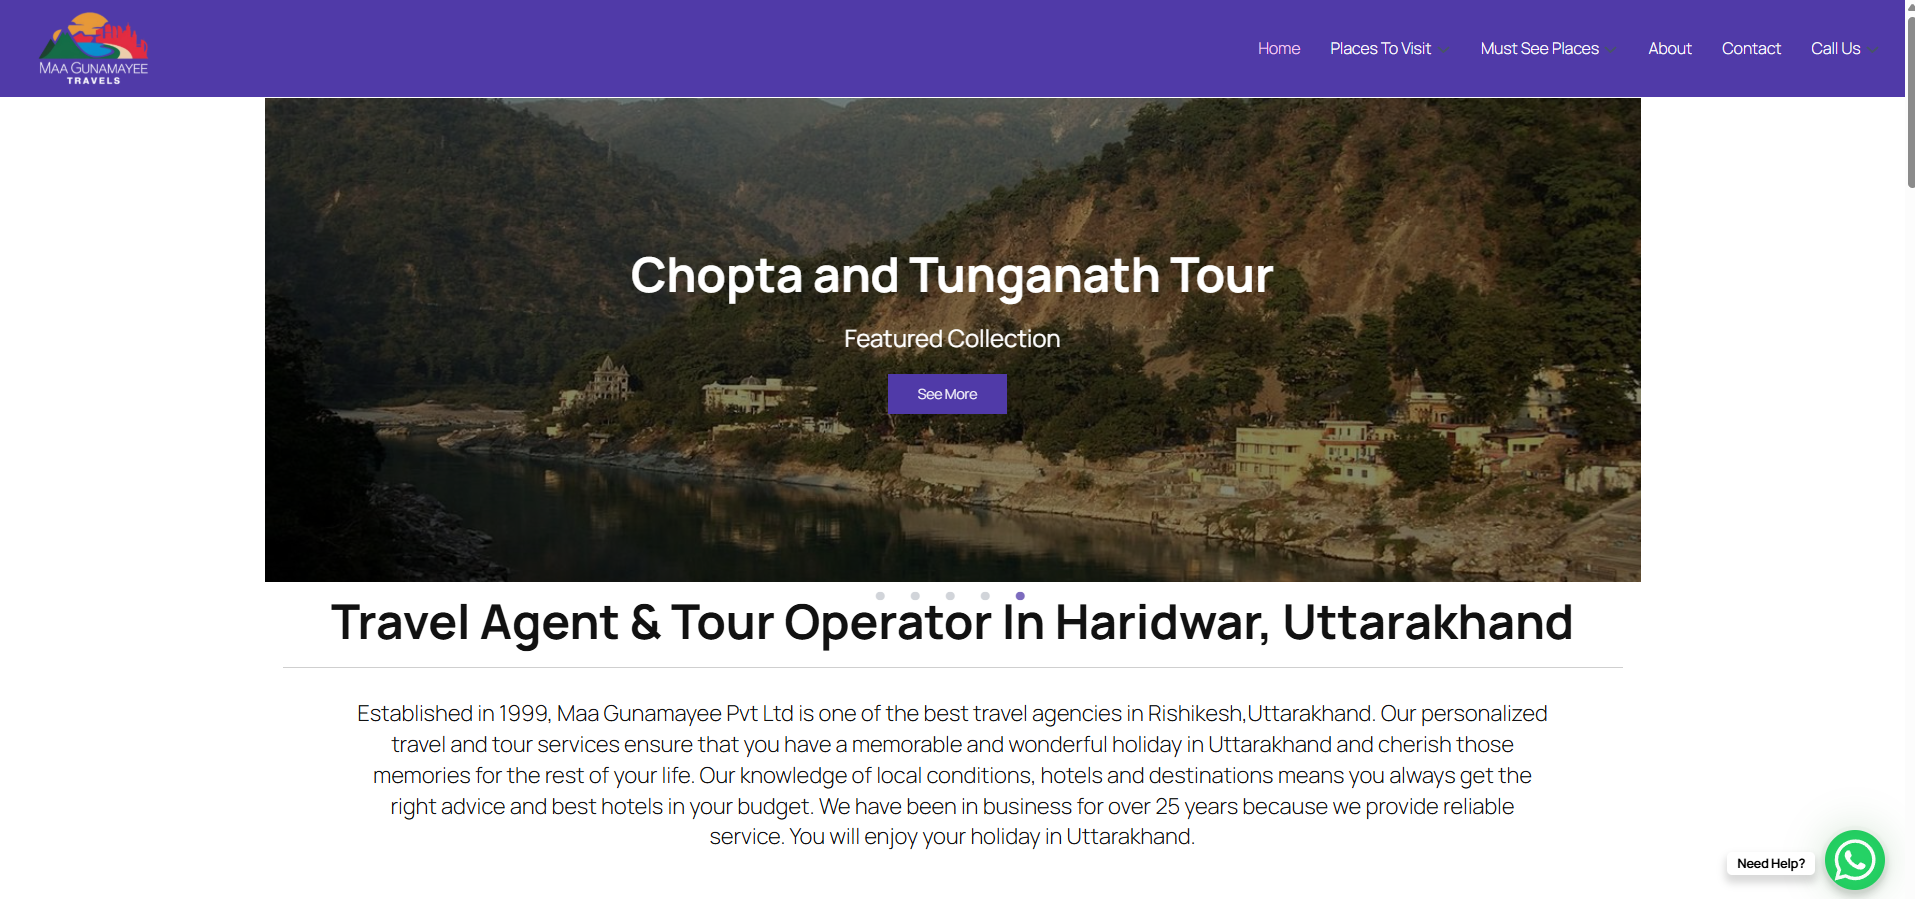 MAA GUNAMAYEE
TRAVELS
Home
Places To Visit
Must See Places
About
Contact
Call Us
Chopta and Tunganath Tour
Featured Collection
See More
Travel Agent & Tour Operator In Haridwar, Uttarakhand
Established in 1999, Maa Gunamayee Pvt Ltd is one of the best travel agencies in Rishikesh,Uttarakhand. Our personalized
travel and tour services ensure that you have a memorable and wonderful holiday in Uttarakhand and cherish those
memories for the rest of your life. Our knowledge of local conditions, hotels and destinations means you always get the
right advice and best hotels in your budget. We have been in business for over 25 years because we provide reliable
service. You will enjoy your holiday in Uttarakhand.
Need Help?